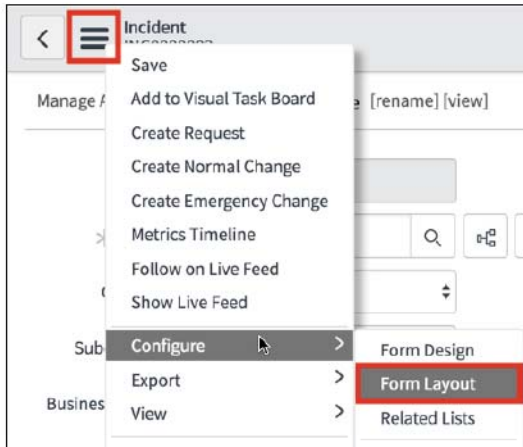 Incident
Save
Manage A
Add to Visual Task Board
[rename] [view]
Create Request
Create Normal Change
Create Emergency Change
Metrics Timeline
Follow on Live Feed
Show Live Feed
Sub
Configure
Form Design
Export
Form Layout
Busines
View
Related Lists